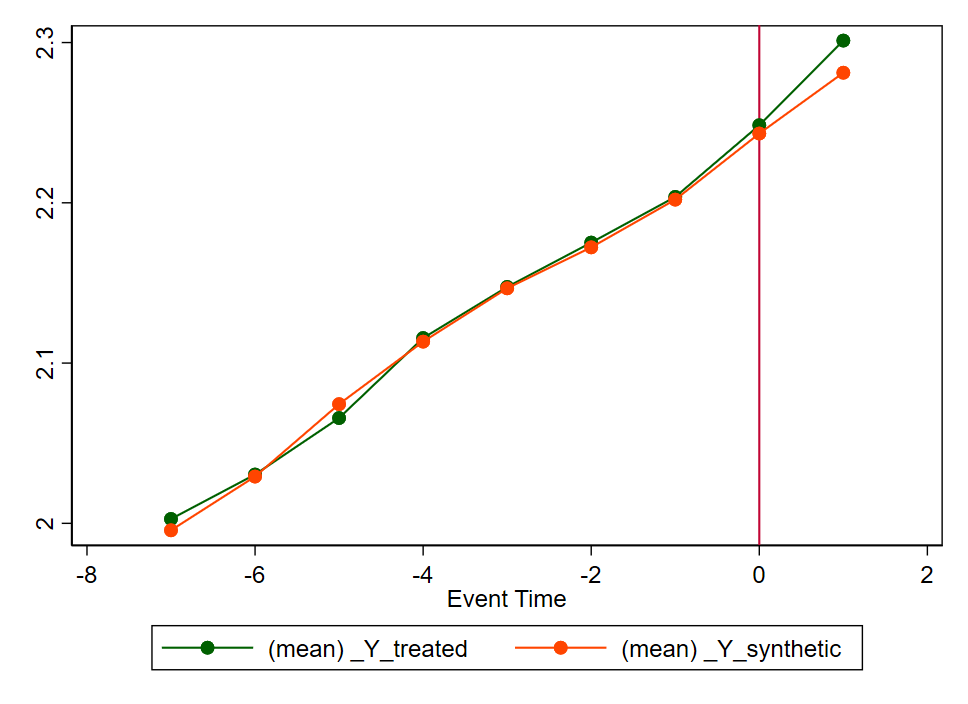 2.3
2.2
2.1
2
-8 -6 -4 -2 0 2
Event Time
(mean) _Y_treated (mean) _Y_synthetic